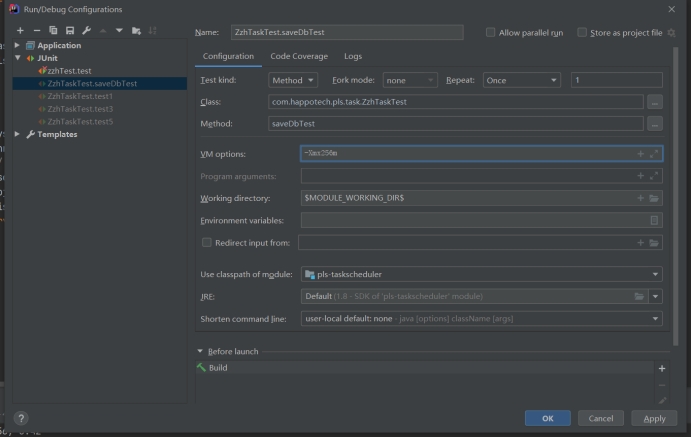 Run/Debug Configurations
Name: ZzhTaskTest.saveDbTest
Allow parallel run
Store as project file
Application
JUnit
zzhTest.test
ZzhTaskTest.saveDbTest
ZzhTaskTest.test1
ZzhTaskTest.test3
ZzhTaskTest.test5
Templates
Configuration Code Coverage Logs
Test kind: Method Fork mode: none Repeat: Once 1
Class: com.happotech.pls.task.ZzhTaskTest ...
Method: saveDbTest ...
VM options: -Xmx256m
Program arguments:
Working directory: $MODULE_WORKING_DIR$
Environment variables:
Redirect input from:
Use classpath of module: pls-taskscheduler
JRE: Default (1.8 - SDK of 'pls-taskscheduler' module)
Shorten command line: user-local default: none - java [options] className [args]
Before launch
Build
? OK Cancel Apply